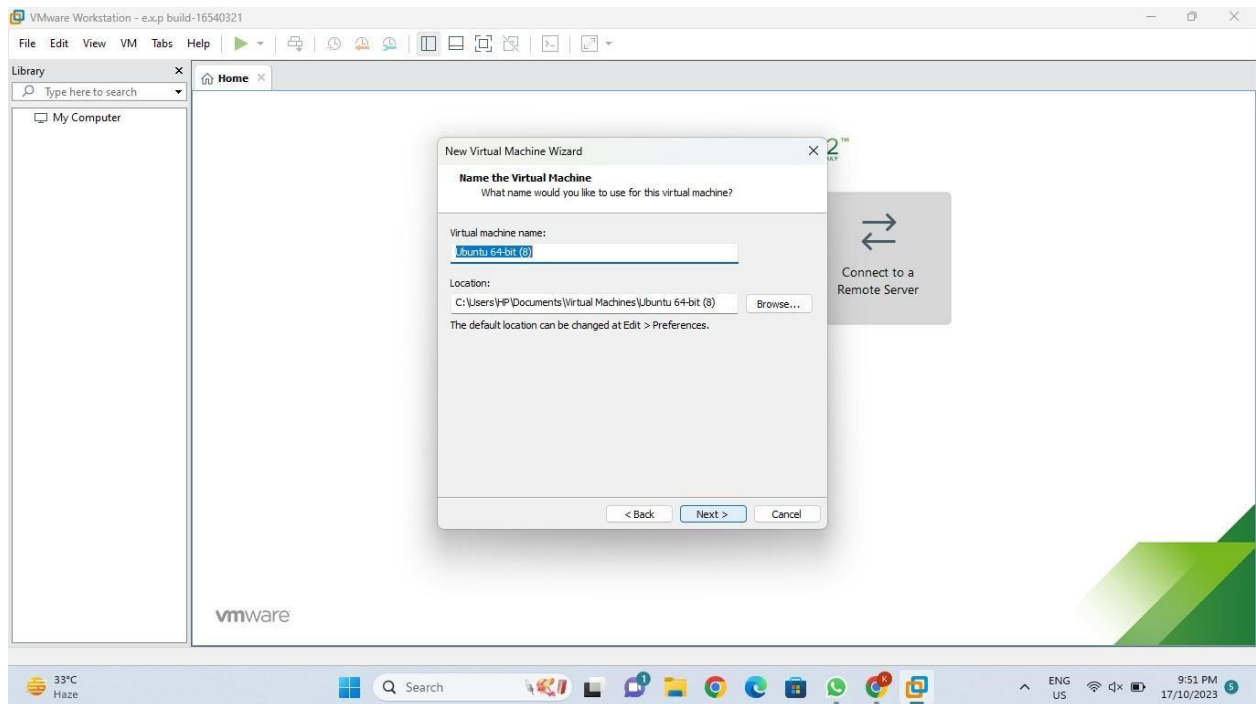 VMware Workstation - e.x.p build-16540321
File Edit View VM Tabs Help
Library
Type here to search
My Computer
Home
2™
New Virtual Machine Wizard
Name the Virtual Machine
What name would you like to use for this virtual machine?
Virtual machine name:
Ubuntu 64-bit (8)
Location:
C:\Users\HP\Documents\Virtual Machines\Ubuntu 64-bit (8)
Browse...
The default location can be changed at Edit > Preferences.
< Back Next > Cancel
Connect to a
Remote Server
vmware
33°C
Haze
Search
1
K
ENG
US
9:51 PM
17/10/2023
5